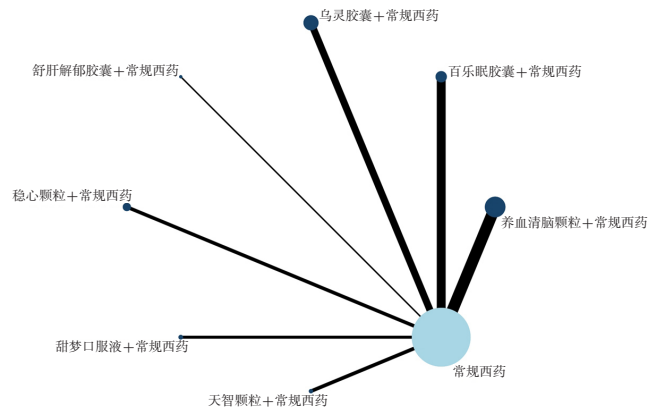 乌灵胶囊＋常规西药
舒肝解郁胶囊＋常规西药
百乐眠胶囊＋常规西药
稳心颗粒＋常规西药
养血清脑颗粒＋常规西药
甜梦口服液＋常规西药
常规西药
天智颗粒＋常规西药